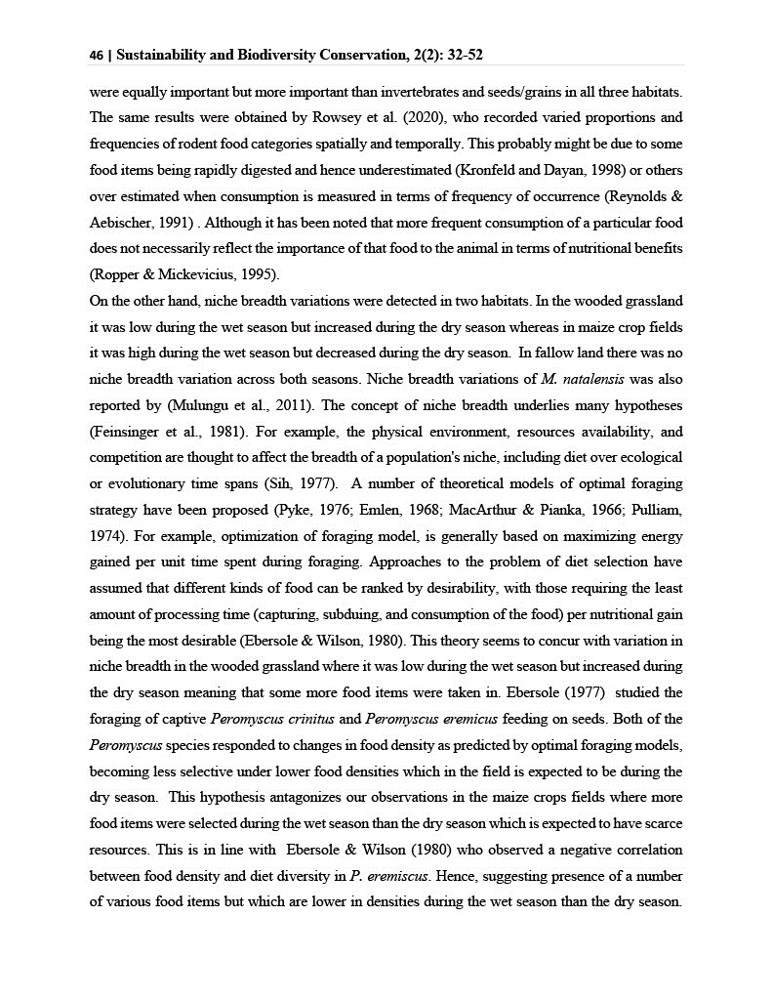 46 | Sustainability and Biodiversity Conservation, 2(2): 32-52
were equally important but more important than invertebrates and seeds/grains in all three habitats.
The same results were obtained by Rowsey et al. (2020), who recorded varied proportions and
frequencies of rodent food categories spatially and temporally. This probably might be due to some
food items being rapidly digested and hence underestimated (Kronfeld and Dayan, 1998) or others
over estimated when consumption is measured in terms of frequency of occurrence (Reynolds &
Aebischer, 1991) . Although it has been noted that more frequent consumption of a particular food
does not necessarily reflect the importance of that food to the animal in terms of nutritional benefits
(Ropper & Mickevicius, 1995).
On the other hand, niche breadth variations were detected in two habitats. In the wooded grassland
it was low during the wet season but increased during the dry season whereas in maize crop fields
it was high during the wet season but decreased during the dry season.  In fallow land there was no
niche breadth variation across both seasons. Niche breadth variations of M. natalensis was also
reported by (Mulungu et al., 2011). The concept of niche breadth underlies many hypotheses
(Feinsinger et al., 1981). For example, the physical environment, resources availability, and
competition are thought to affect the breadth of a population's niche, including diet over ecological
or evolutionary time spans (Sih, 1977).  A number of theoretical models of optimal foraging
strategy have been proposed (Pyke, 1976; Emlen, 1968; MacArthur & Pianka, 1966; Pulliam,
1974). For example, optimization of foraging model, is generally based on maximizing energy
gained per unit time spent during foraging. Approaches to the problem of diet selection have
assumed that different kinds of food can be ranked by desirability, with those requiring the least
amount of processing time (capturing, subduing, and consumption of the food) per nutritional gain
being the most desirable (Ebersole & Wilson, 1980). This theory seems to concur with variation in
niche breadth in the wooded grassland where it was low during the wet season but increased during
the dry season meaning that some more food items were taken in. Ebersole (1977)  studied the
foraging of captive Peromyscus crinitus and Peromyscus eremicus feeding on seeds. Both of the
Peromyscus species responded to changes in food density as predicted by optimal foraging models,
becoming less selective under lower food densities which in the field is expected to be during the
dry season.  This hypothesis antagonizes our observations in the maize crops fields where more
food items were selected during the wet season than the dry season which is expected to have scarce
resources. This is in line with  Ebersole & Wilson (1980) who observed a negative correlation
between food density and diet diversity in P. eremiscus. Hence, suggesting presence of a number
of various food items but which are lower in densities during the wet season than the dry season.